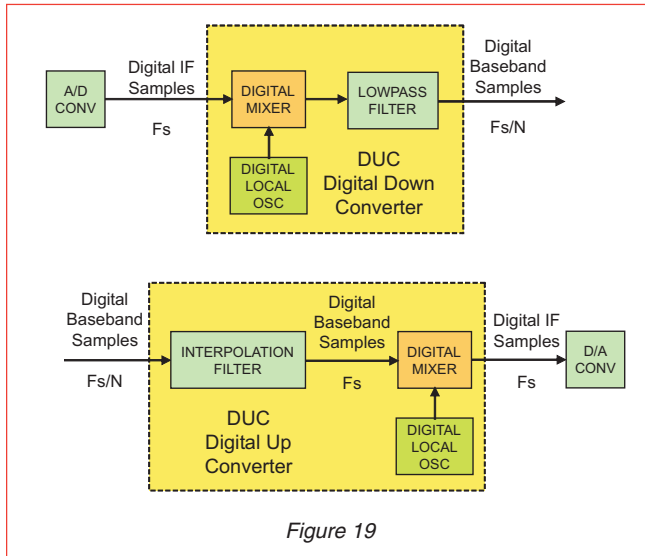 Digital IF
Samples
Digital
Baseband
Samples
A/D
CONV
DIGITAL
MIXER
LOWPASS
FILTER
Fs
Fs/N
DIGITAL
LOCAL
OSC
DUC
Digital Down
Converter
Digital
Baseband
Samples
Digital
Baseband
Samples
Digital IF
Samples
INTERPOLATION
FILTER
DIGITAL
MIXER
D/A
CONV
Fs/N
Fs
Fs
DUC
Digital Up
Converter
DIGITAL
LOCAL
OSC
Figure 19